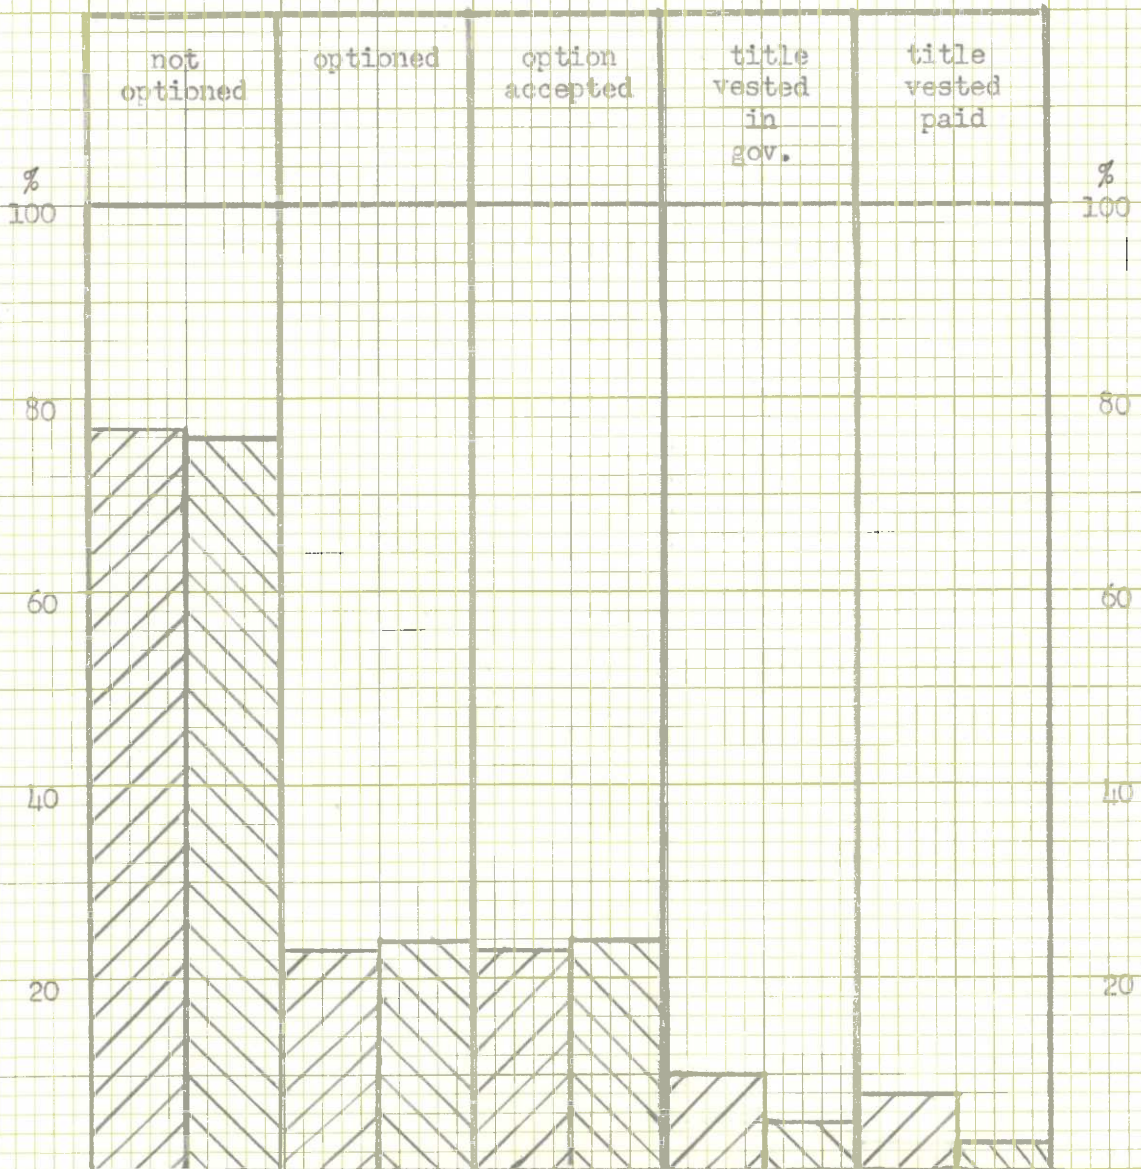 not
optioned
optioned
option
accepted
title
vested
in
gov.
title
vested
paid
%
100
80
60
40
20
%
100
80
60
40
20